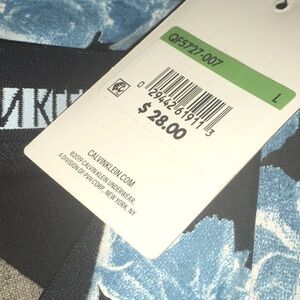 QF5727-007
L
0 29442 61911 3
$ 28.00
CALVINKLEIN.COM
©2019 CALVIN KLEIN UNDERWEAR
A DIVISION OF PVH CORP., NEW YORK, NY